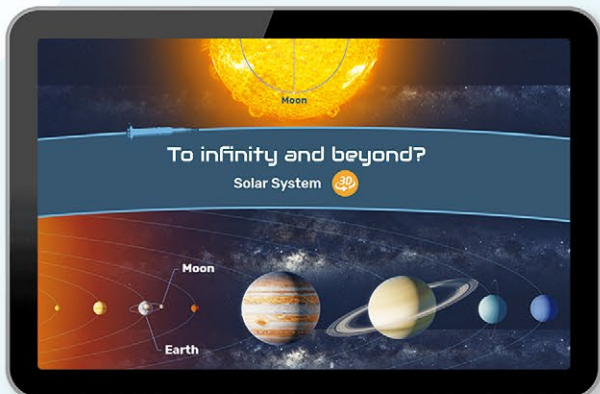 Moon
To infinity and beyond?
Solar System 3D
Moon
Earth